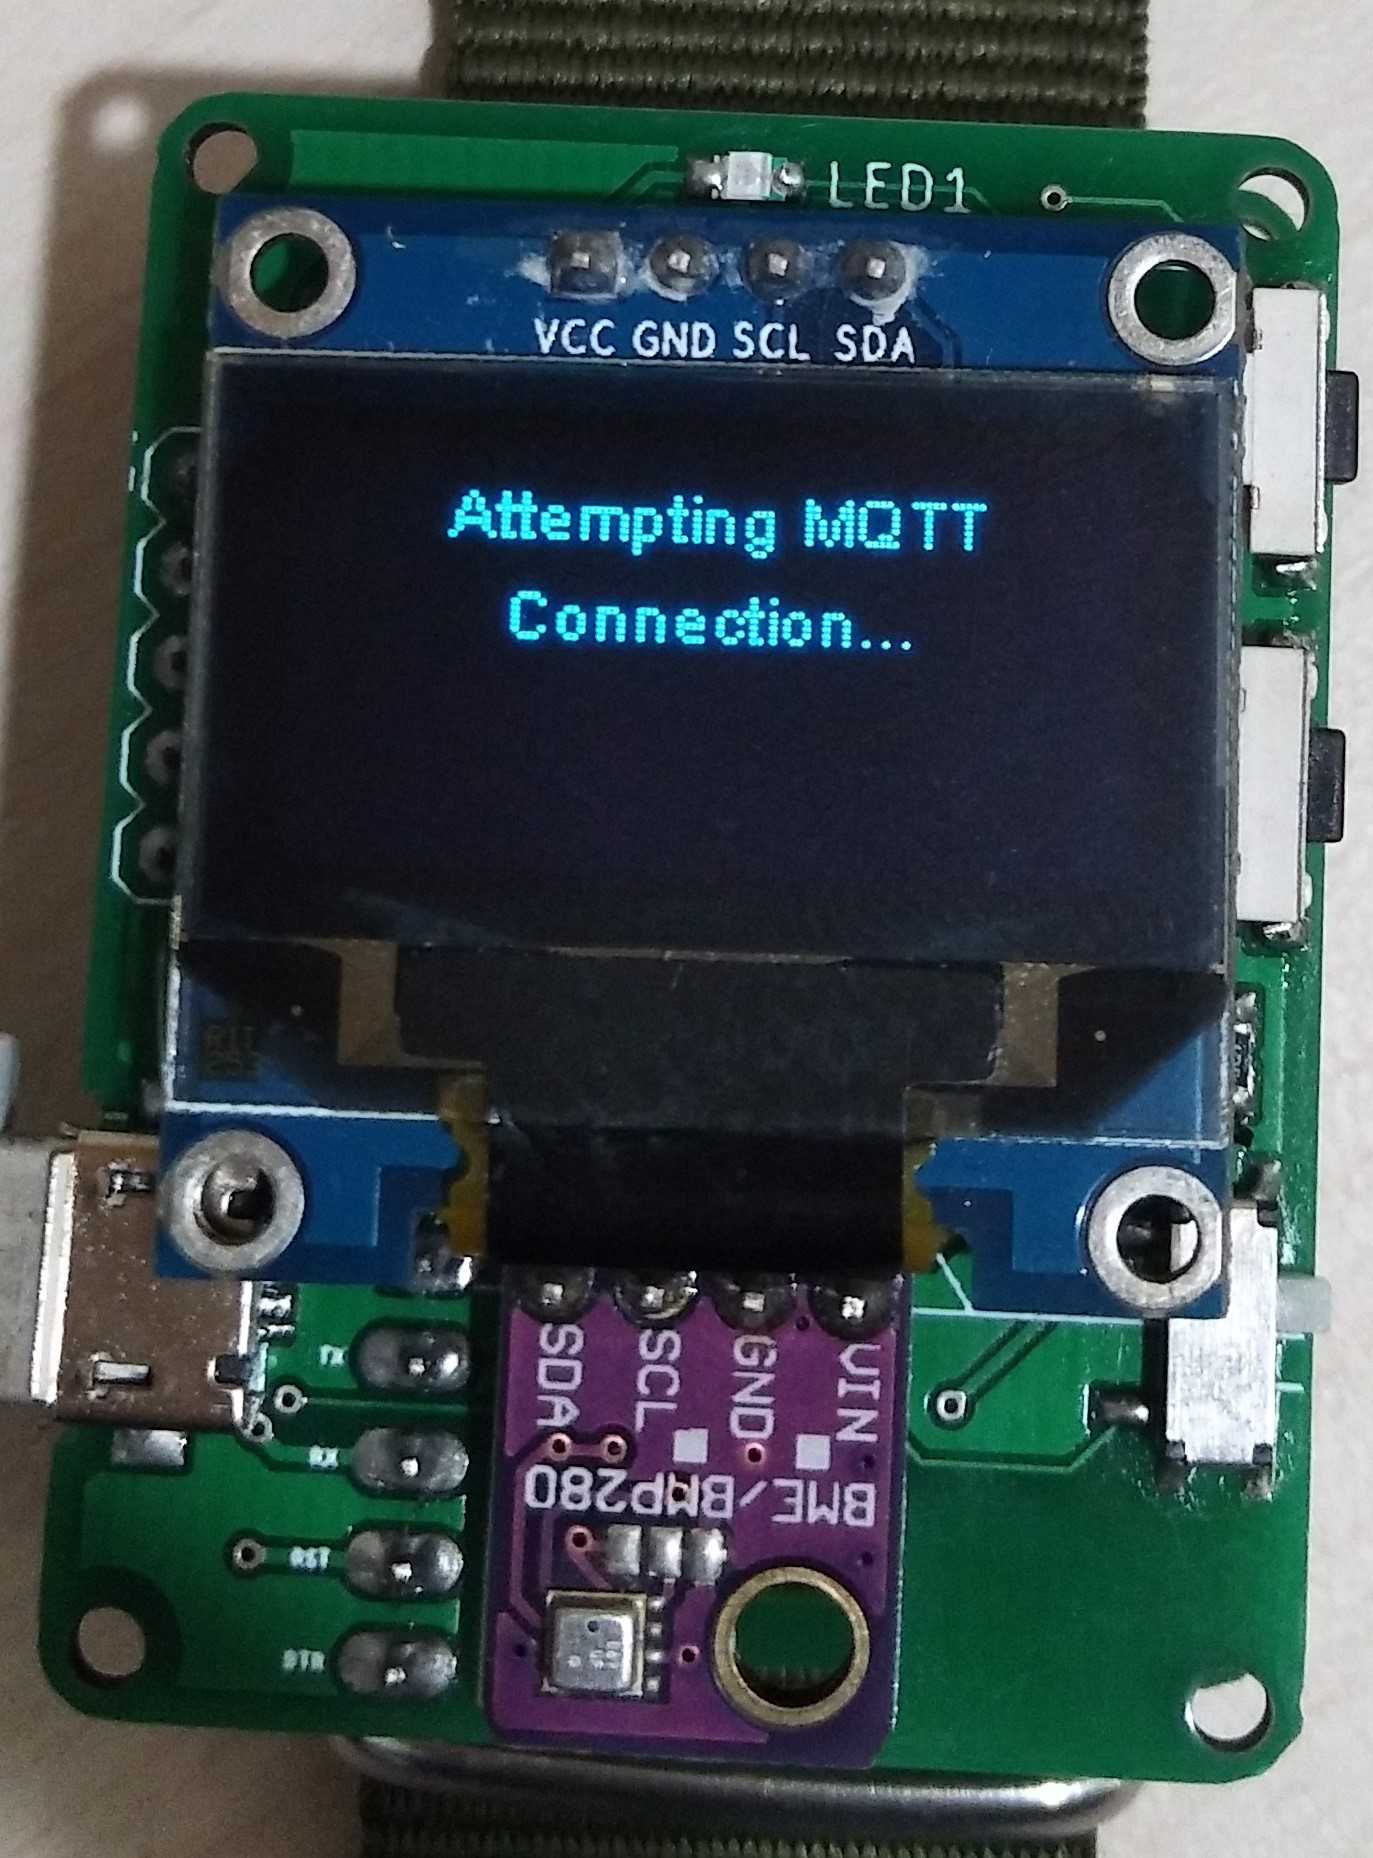 LED1
VCC GND SCL SDA
Attempting MQTT
Connection...
SDA
SCL
GND
VIN
TX
RX
RST
DTR
BME/BMP280